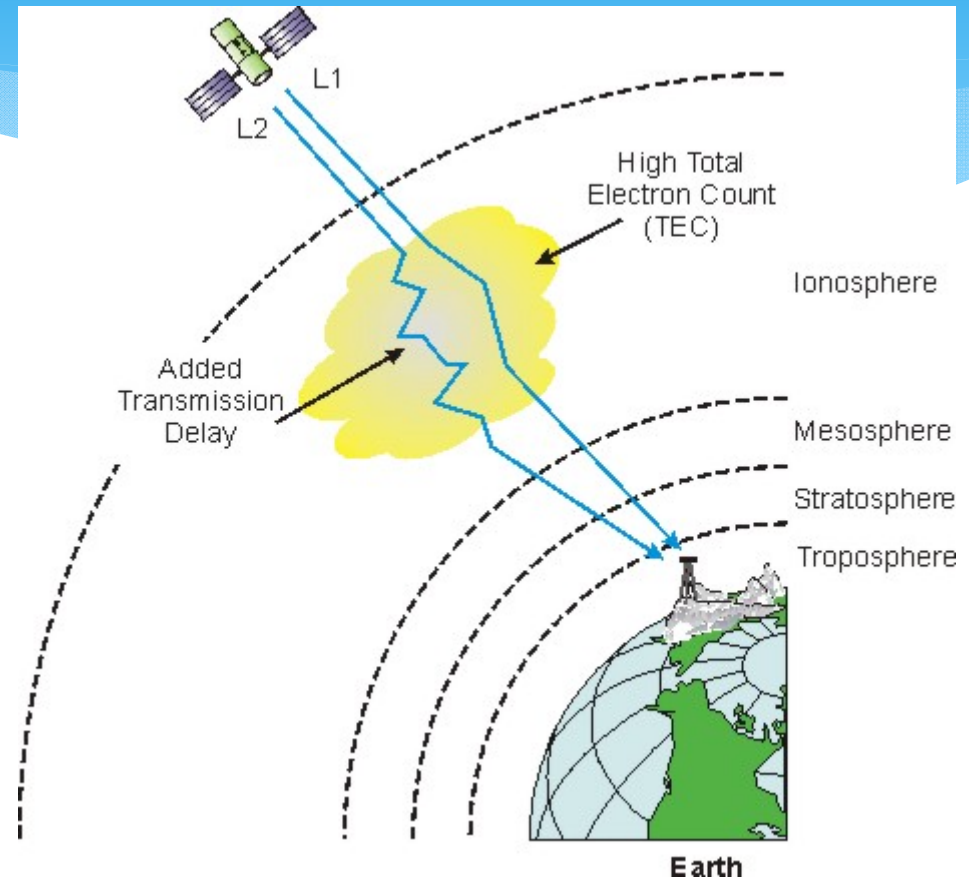 L1
L2
High Total
Electron Count
(TEC)
Ionosphere
Added
Transmission
Delay
Mesosphere
Stratosphere
Troposphere
Earth